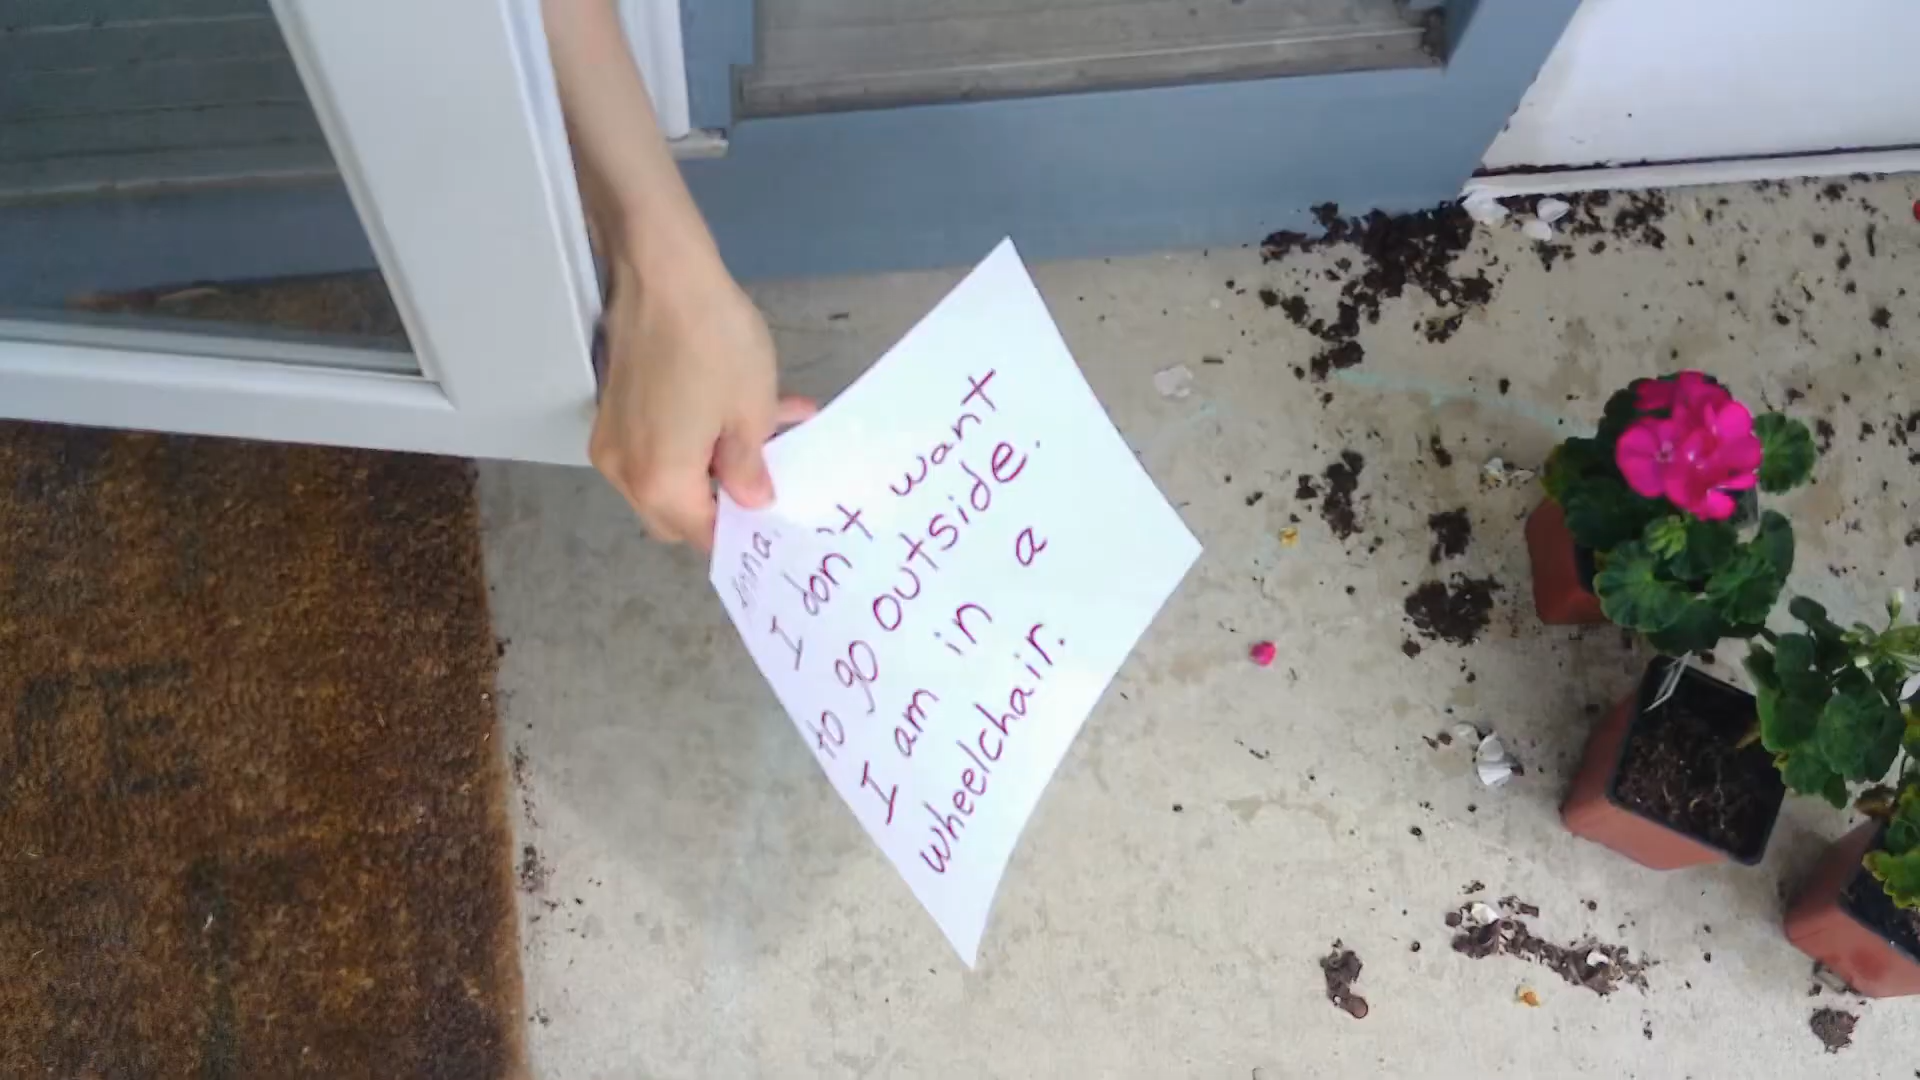 I don't want
to go outside.
I am in a
wheelchair.